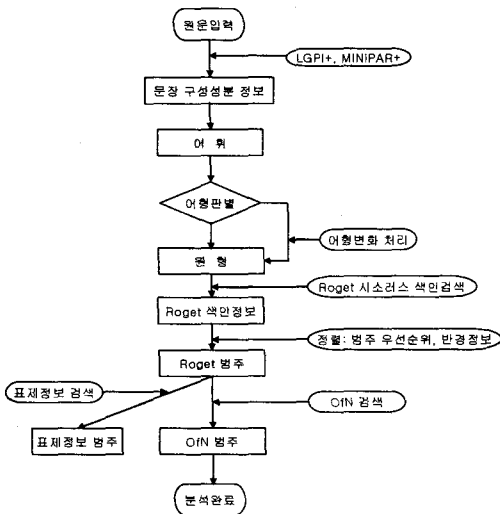 원문입력
LGPI+, MINIPAR+
문장 구성성분 정보
어 휘
어형판별
어형변화 처리
원 형
Roget 시소러스 색인검색
Roget 색인정보
정렬: 범주 우선순위, 반경정보
Roget 범주
표제정보 검색
OfN 검색
표제정보 범주
OfN 범주
분석완료